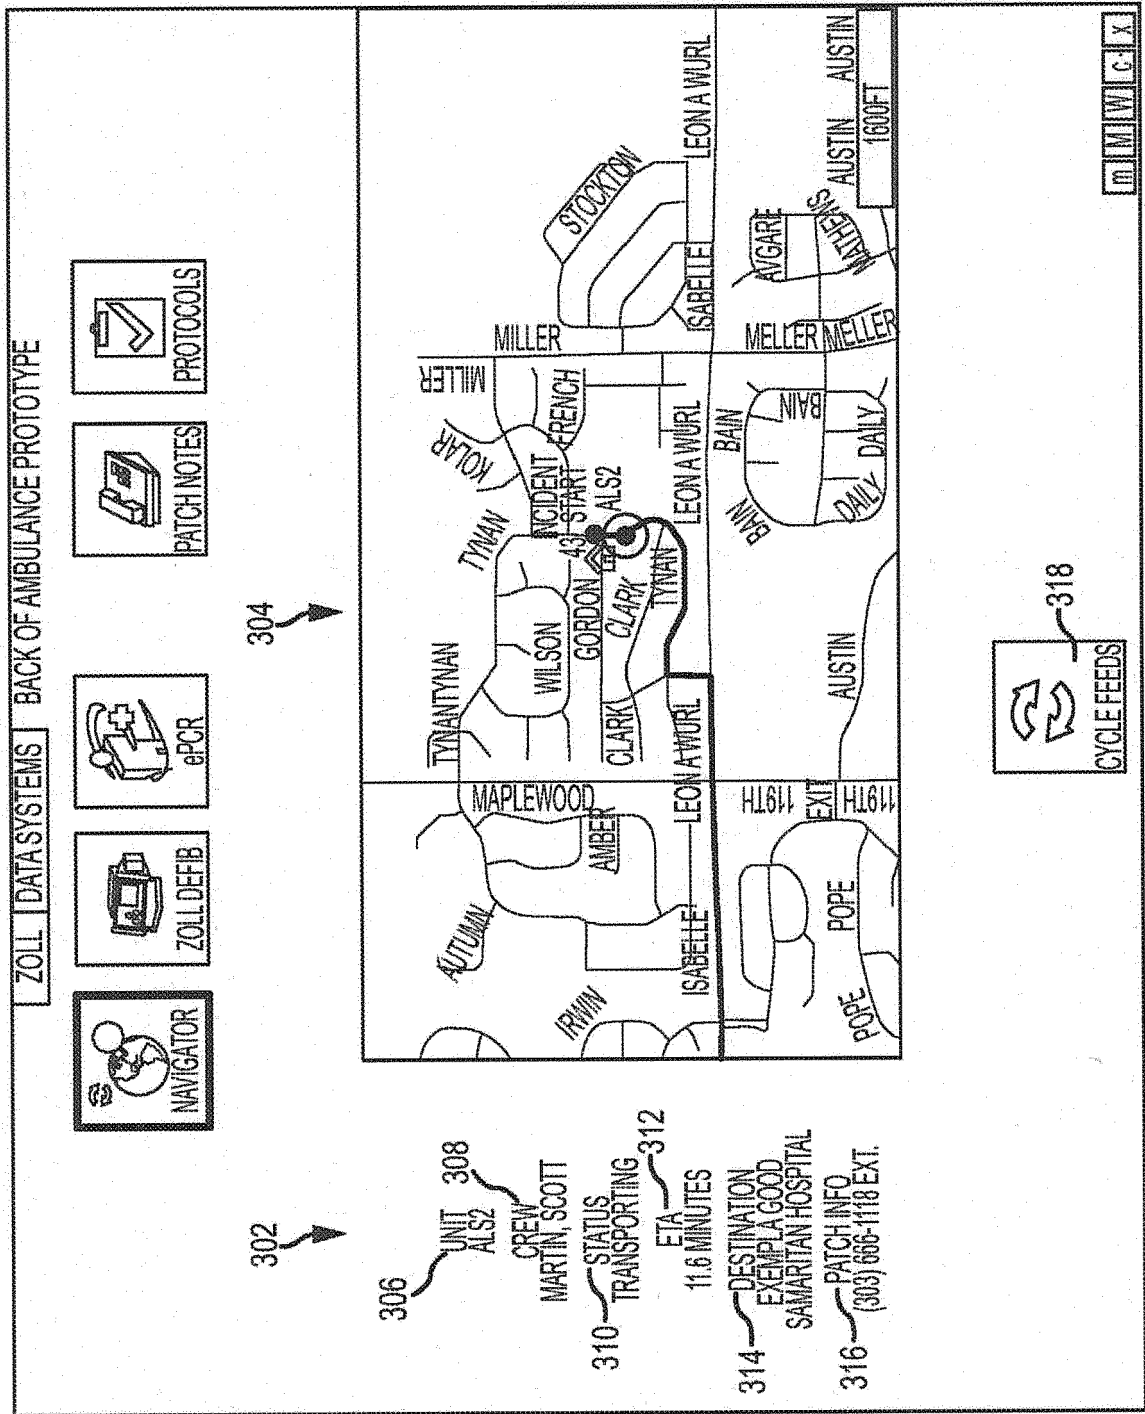 ZOLL DATA SYSTEMS BACK OF AMBULANCE PROTOTYPE
NAVIGATOR
ZOLL DEFIB
ePCR
PATCH NOTES
PROTOCOLS
302
304
306
UNIT
ALS2
308
CREW
MARTIN, SCOTT
310
STATUS
TRANSPORTING
312
ETA
11.6 MINUTES
314
DESTINATION
EXEMPLA GOOD
SAMARITAN HOSPITAL
316
PATCH INFO
(303) 666-1118 EXT.
AUTUMN
IRWIN
MAPLEWOOD
AMBER
ISABELLE
LEON A WURL
TYNANTYNAN
TYNAN
WILSON
GORDON
CLARK
CLARK
TYNAN
LEON A WURL
KOLAR
MILLER
MILLER
FRENCH
INCIDENT
43 START
ALS2
STOCKTON
ISABELLE
LEON A WURL
119TH
EXIT
119TH
POPE
POPE
AUSTIN
BAIN
BAIN
BAIN
DAILY
DAILY
MELLER
MELLER
AVGARE
MATHEWS
AUSTIN
AUSTIN
1600FT
CYCLE FEEDS
318
m M W c x